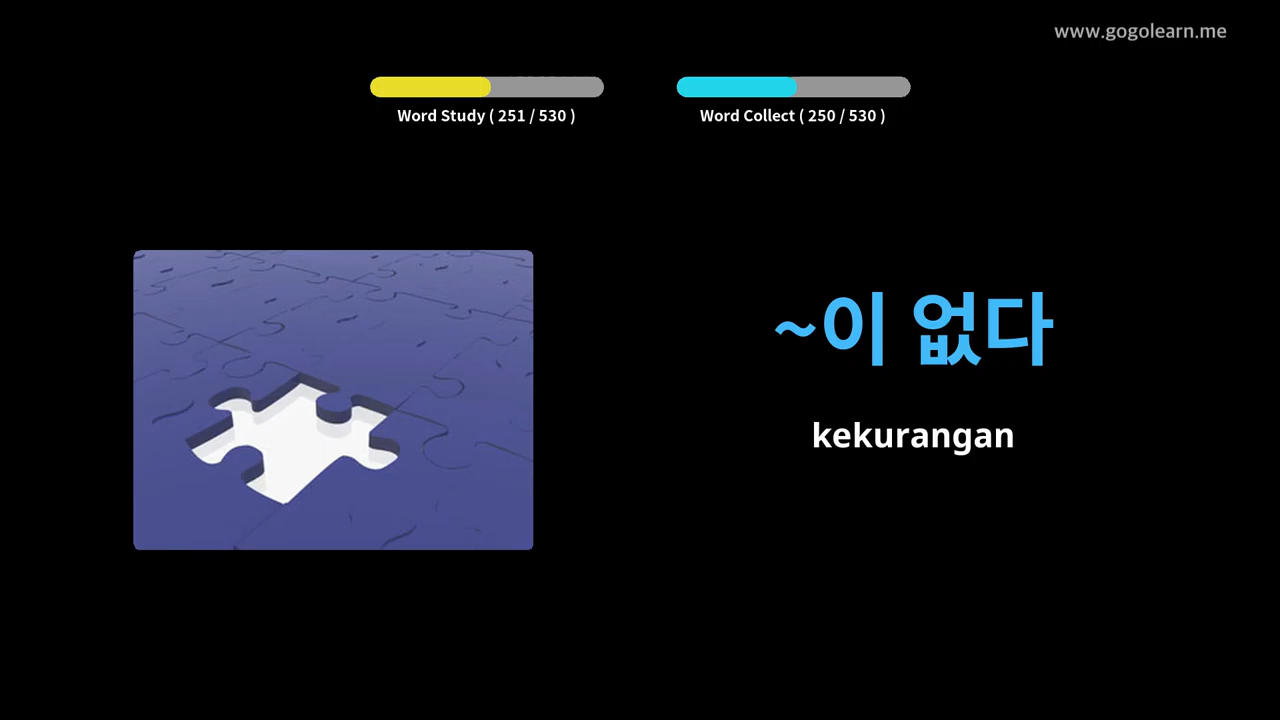 www.gogolearn.me
Word Study ( 251 / 530 )
Word Collect ( 250 / 530 )
~이 없다
kekurangan